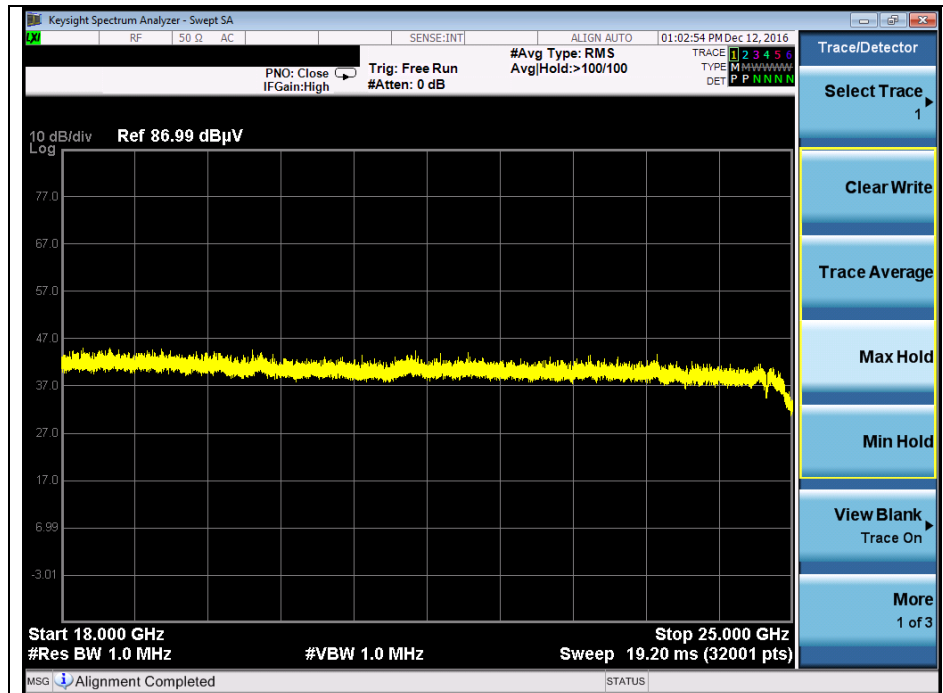 Keysight Spectrum Analyzer - Swept SA
LXI RF 50 Ω AC SENSE:INT ALIGN AUTO 01:02:54 PM Dec 12, 2016
PNO: Close
IFGain:High
Trig: Free Run
#Atten: 0 dB
#Avg Type: RMS
Avg|Hold:>100/100
TRACE 1 2 3 4 5 6
TYPE M M W W W W
DET P P N N N N
10 dB/div Ref 86.99 dBµV
Log
77.0
67.0
57.0
47.0
37.0
27.0
17.0
6.99
-3.01
Start 18.000 GHz Stop 25.000 GHz
#Res BW 1.0 MHz #VBW 1.0 MHz Sweep 19.20 ms (32001 pts)
MSG Alignment Completed STATUS
Trace/Detector
Select Trace
1
Clear Write
Trace Average
Max Hold
Min Hold
View Blank
Trace On
More
1 of 3